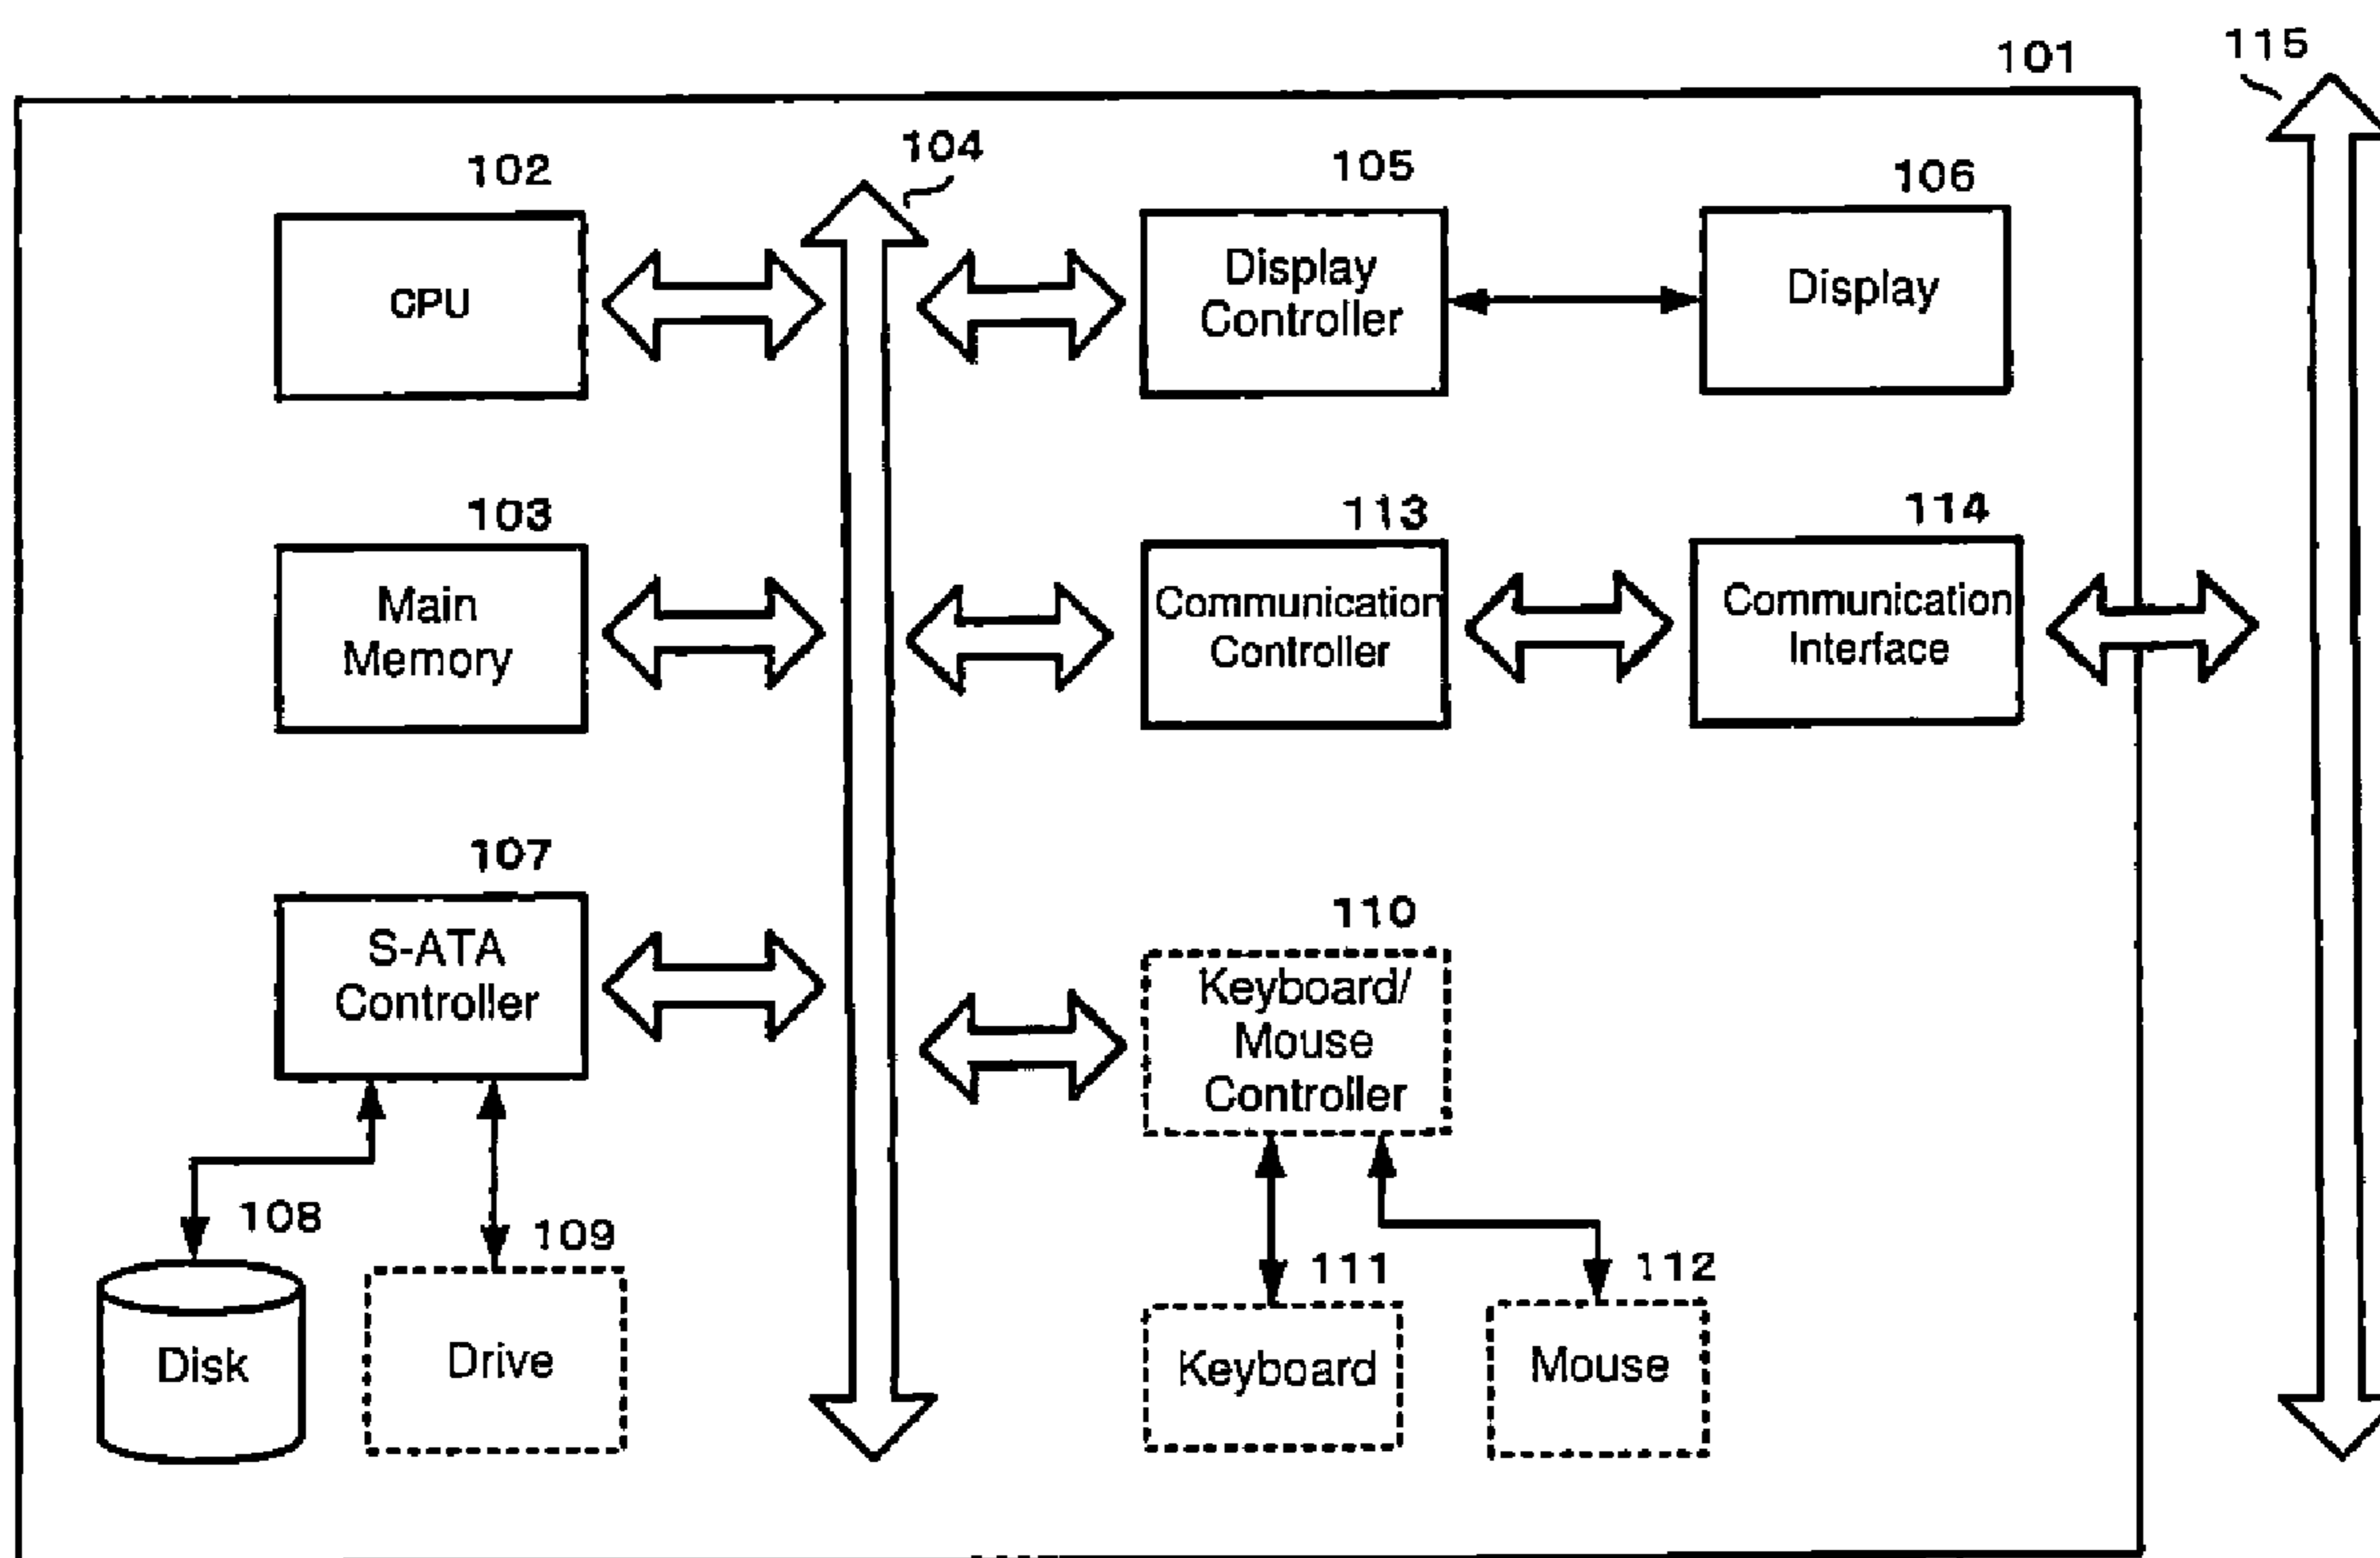 101
115
104
102
105
106
CPU
Display
Controller
Display
103
113
114
Main
Memory
Communication
Controller
Communication
Interface
107
110
S-ATA
Controller
Keyboard/
Mouse
Controller
108
109
111
112
Disk
Drive
Keyboard
Mouse